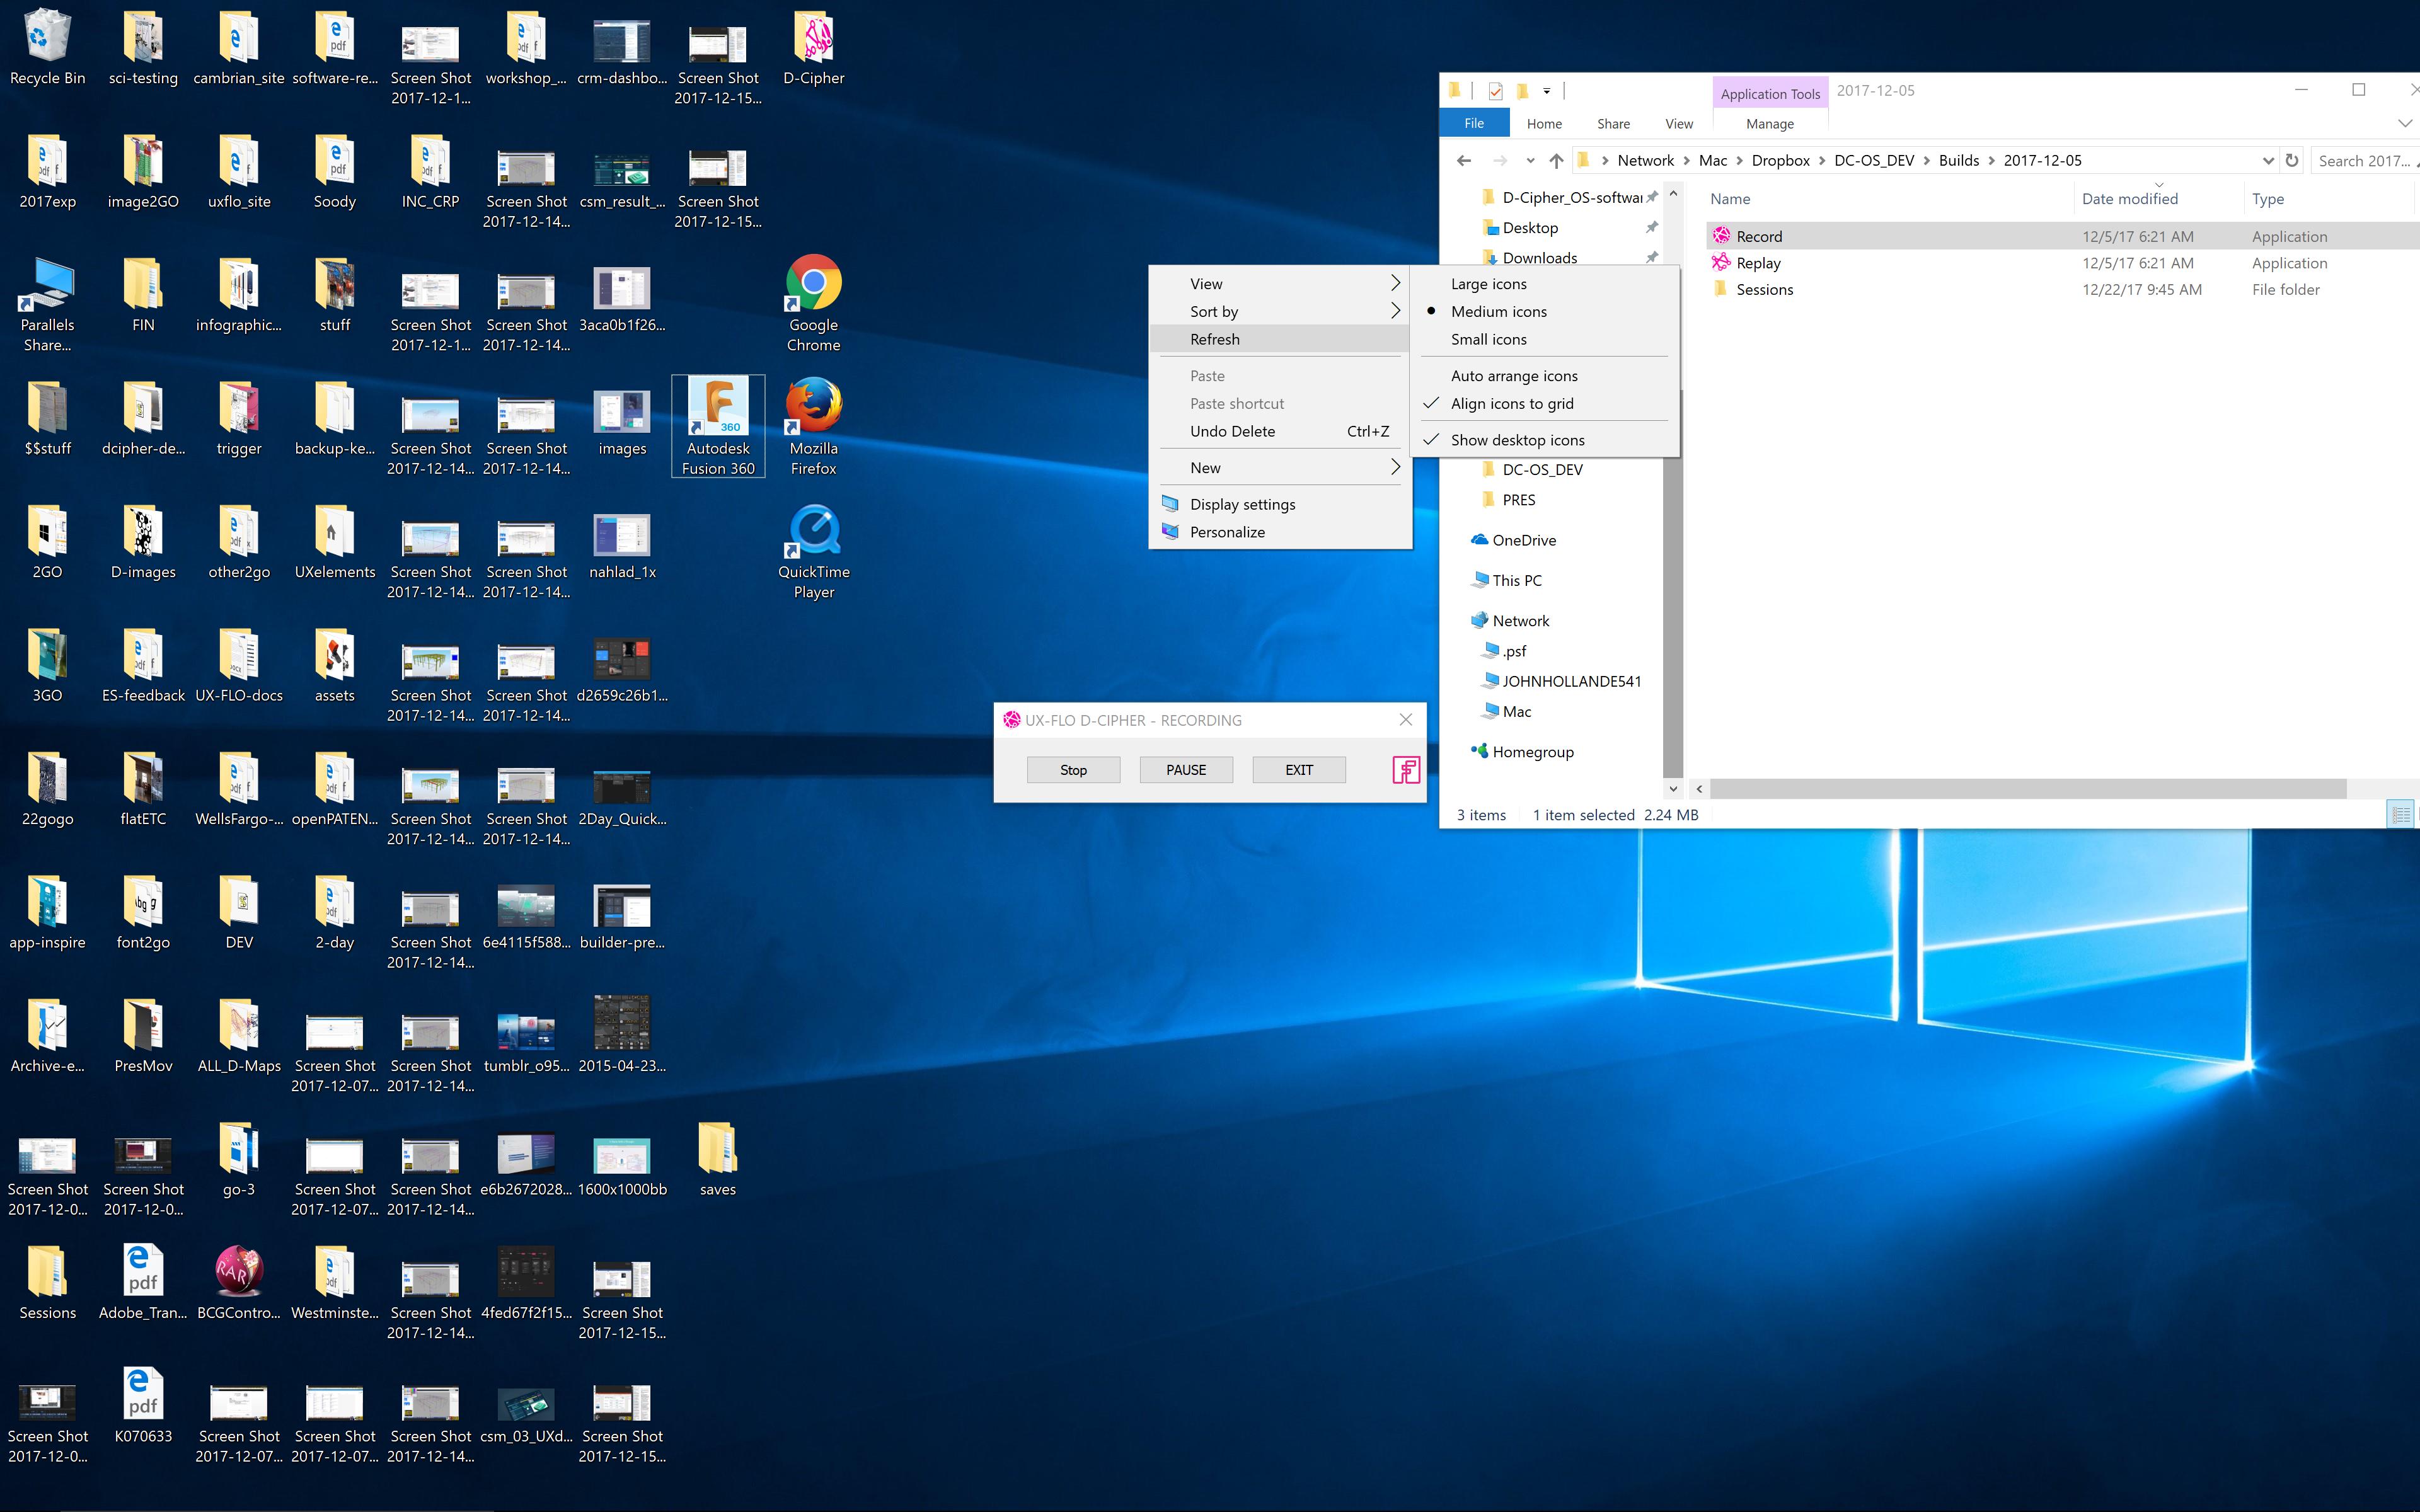 Recycle Bin
sci-testing
cambrian_site
software-re...
Screen Shot
2017-12-1...
workshop_...
crm-dashbo...
Screen Shot
2017-12-15...
D-Cipher
2017exp
image2GO
uxflo_site
Soody
INC_CRP
Screen Shot
2017-12-14...
csm_result_...
Screen Shot
2017-12-15...
Parallels
Share...
FIN
infographic...
stuff
Screen Shot
2017-12-1...
Screen Shot
2017-12-14...
3aca0b1f26...
Google
Chrome
$$stuff
dcipher-de...
trigger
backup-ke...
Screen Shot
2017-12-14...
Screen Shot
2017-12-14...
images
360
Autodesk
Fusion 360
Mozilla
Firefox
2GO
D-images
other2go
UXelements
Screen Shot
2017-12-14...
Screen Shot
2017-12-14...
nahlad_1x
QuickTime
Player
3GO
ES-feedback
UX-FLO-docs
assets
Screen Shot
2017-12-14...
Screen Shot
2017-12-14...
d2659c26b1...
22gogo
flatETC
WellsFargo-...
openPATEN...
Screen Shot
2017-12-14...
Screen Shot
2017-12-14...
2Day_Quick...
app-inspire
font2go
DEV
2-day
Screen Shot
2017-12-14...
6e4115f588...
builder-pre...
Archive-e...
PresMov
ALL_D-Maps
Screen Shot
2017-12-07...
Screen Shot
2017-12-14...
tumblr_o95...
2015-04-23...
Screen Shot
2017-12-0...
Screen Shot
2017-12-0...
go-3
Screen Shot
2017-12-07...
Screen Shot
2017-12-14...
e6b2672028...
1600x1000bb
saves
Sessions
pdf
Adobe_Tran...
RAR
BCGContro...
Westminste...
Screen Shot
2017-12-14...
4fed67f2f15...
Screen Shot
2017-12-15...
Screen Shot
2017-12-0...
pdf
K070633
Screen Shot
2017-12-07...
Screen Shot
2017-12-07...
Screen Shot
2017-12-14...
csm_03_UXd...
Screen Shot
2017-12-15...
View
Sort by
Refresh
Paste
Paste shortcut
Undo Delete Ctrl+Z
New
Display settings
Personalize
Large icons
Medium icons
Small icons
Auto arrange icons
Align icons to grid
Show desktop icons
UX-FLO D-CIPHER - RECORDING
Stop PAUSE EXIT
Application Tools 2017-12-05
File Home Share View Manage
Network Mac Dropbox DC-OS_DEV Builds 2017-12-05 Search 2017...
D-Cipher_OS-softwar
Desktop
Downloads
DC-OS_DEV
PRES
OneDrive
This PC
Network
.psf
JOHNHOLLANDE541
Mac
Homegroup
Name Date modified Type
Record 12/5/17 6:21 AM Application
Replay 12/5/17 6:21 AM Application
Sessions 12/22/17 9:45 AM File folder
3 items 1 item selected 2.24 MB